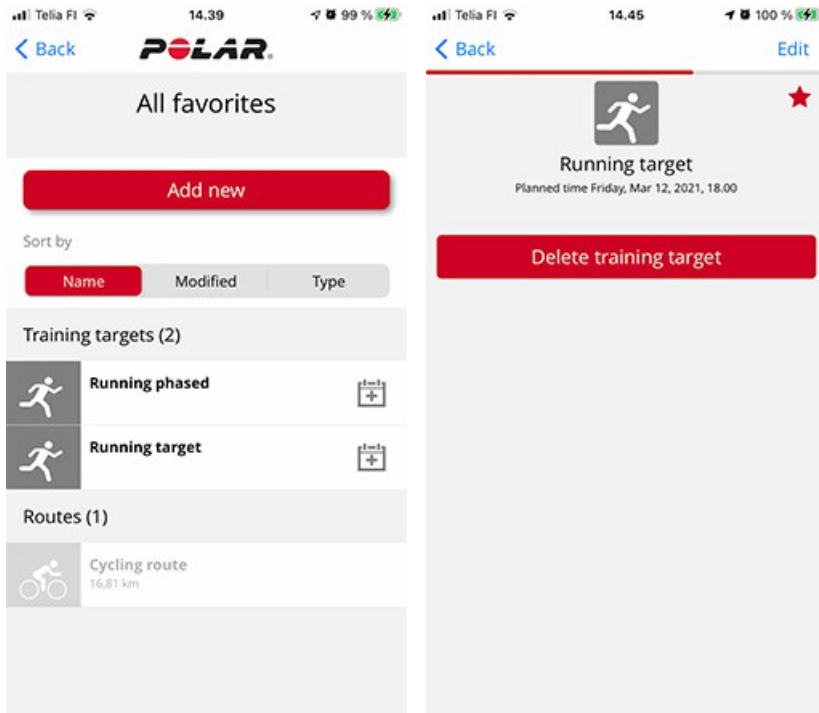 Telia FI 14.39 99 %
Back POLAR.
All favorites
Add new
Sort by
Name Modified Type
Training targets (2)
Running phased
Running target
Routes (1)
Cycling route
16,81 km
Telia FI 14.45 100 %
Back Edit
Running target
Planned time Friday, Mar 12, 2021, 18.00
Delete training target